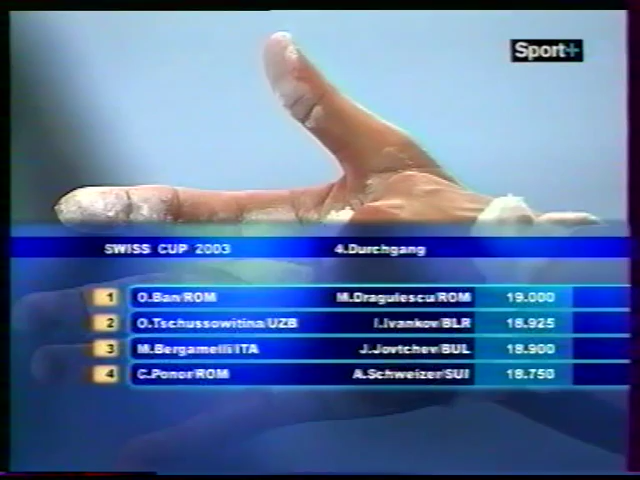 Sport+
SWISS CUP 2003 4.Durchgang
1 O.Ban/ROM M.Dragulescu/ROM 19.000
2 O.Tschussowitina/UZB I.Ivankov/BLR 18.925
3 M.Bergamelli/ITA J.Jovtchev/BUL 18.900
4 C.Ponor/ROM A.Schweizer/SUI 18.750